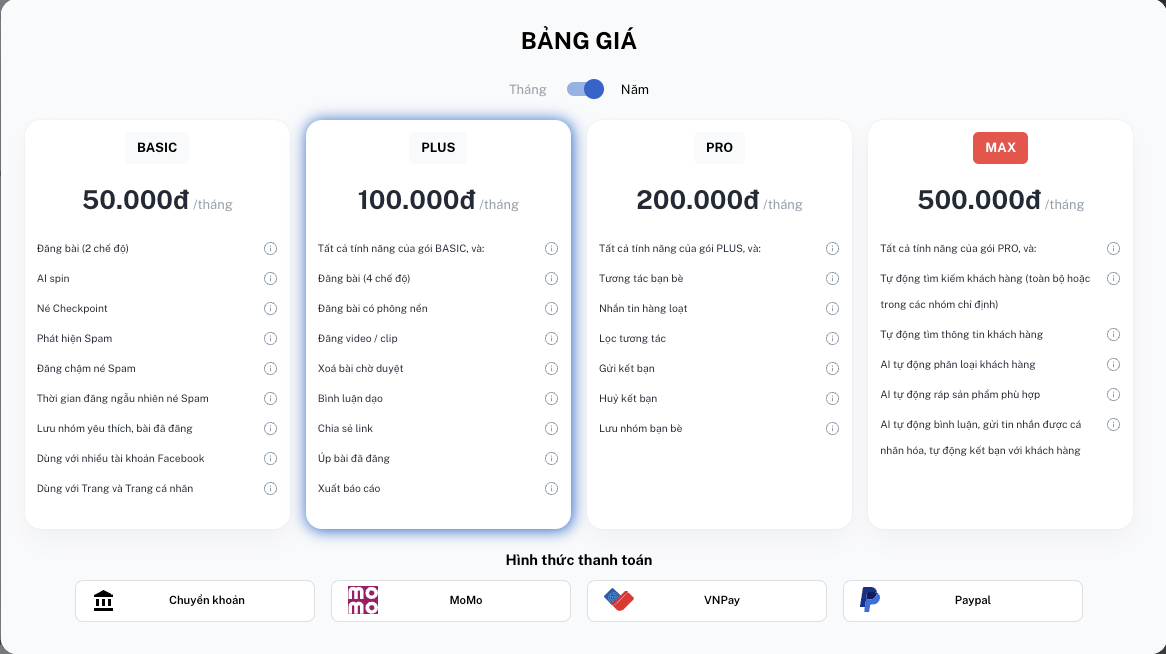 BẢNG GIÁ
Tháng
Năm
BASIC
50.000đ /tháng
Đăng bài (2 chế độ)
AI spin
Né Checkpoint
Phát hiện Spam
Đăng chậm né Spam
Thời gian đăng ngẫu nhiên né Spam
Lưu nhóm yêu thích, bài đã đăng
Dùng với nhiều tài khoản Facebook
Dùng với Trang và Trang cá nhân
PLUS
100.000đ /tháng
Tất cả tính năng của gói BASIC, và:
Đăng bài (4 chế độ)
Đăng bài có phông nền
Đăng video / clip
Xoá bài chờ duyệt
Bình luận dạo
Chia sẻ link
Úp bài đã đăng
Xuất báo cáo
PRO
200.000đ /tháng
Tất cả tính năng của gói PLUS, và:
Tương tác bạn bè
Nhắn tin hàng loạt
Lọc tương tác
Gửi kết bạn
Huỷ kết bạn
Lưu nhóm bạn bè
MAX
500.000đ /tháng
Tất cả tính năng của gói PRO, và:
Tự động tìm kiếm khách hàng (toàn bộ hoặc
trong các nhóm chỉ định)
Tự động tìm thông tin khách hàng
AI tự động phân loại khách hàng
AI tự động ráp sản phẩm phù hợp
AI tự động bình luận, gửi tin nhắn được cá
nhân hóa, tự động kết bạn với khách hàng
Hình thức thanh toán
Chuyển khoản
mo
mo
MoMo
VNPay
Paypal